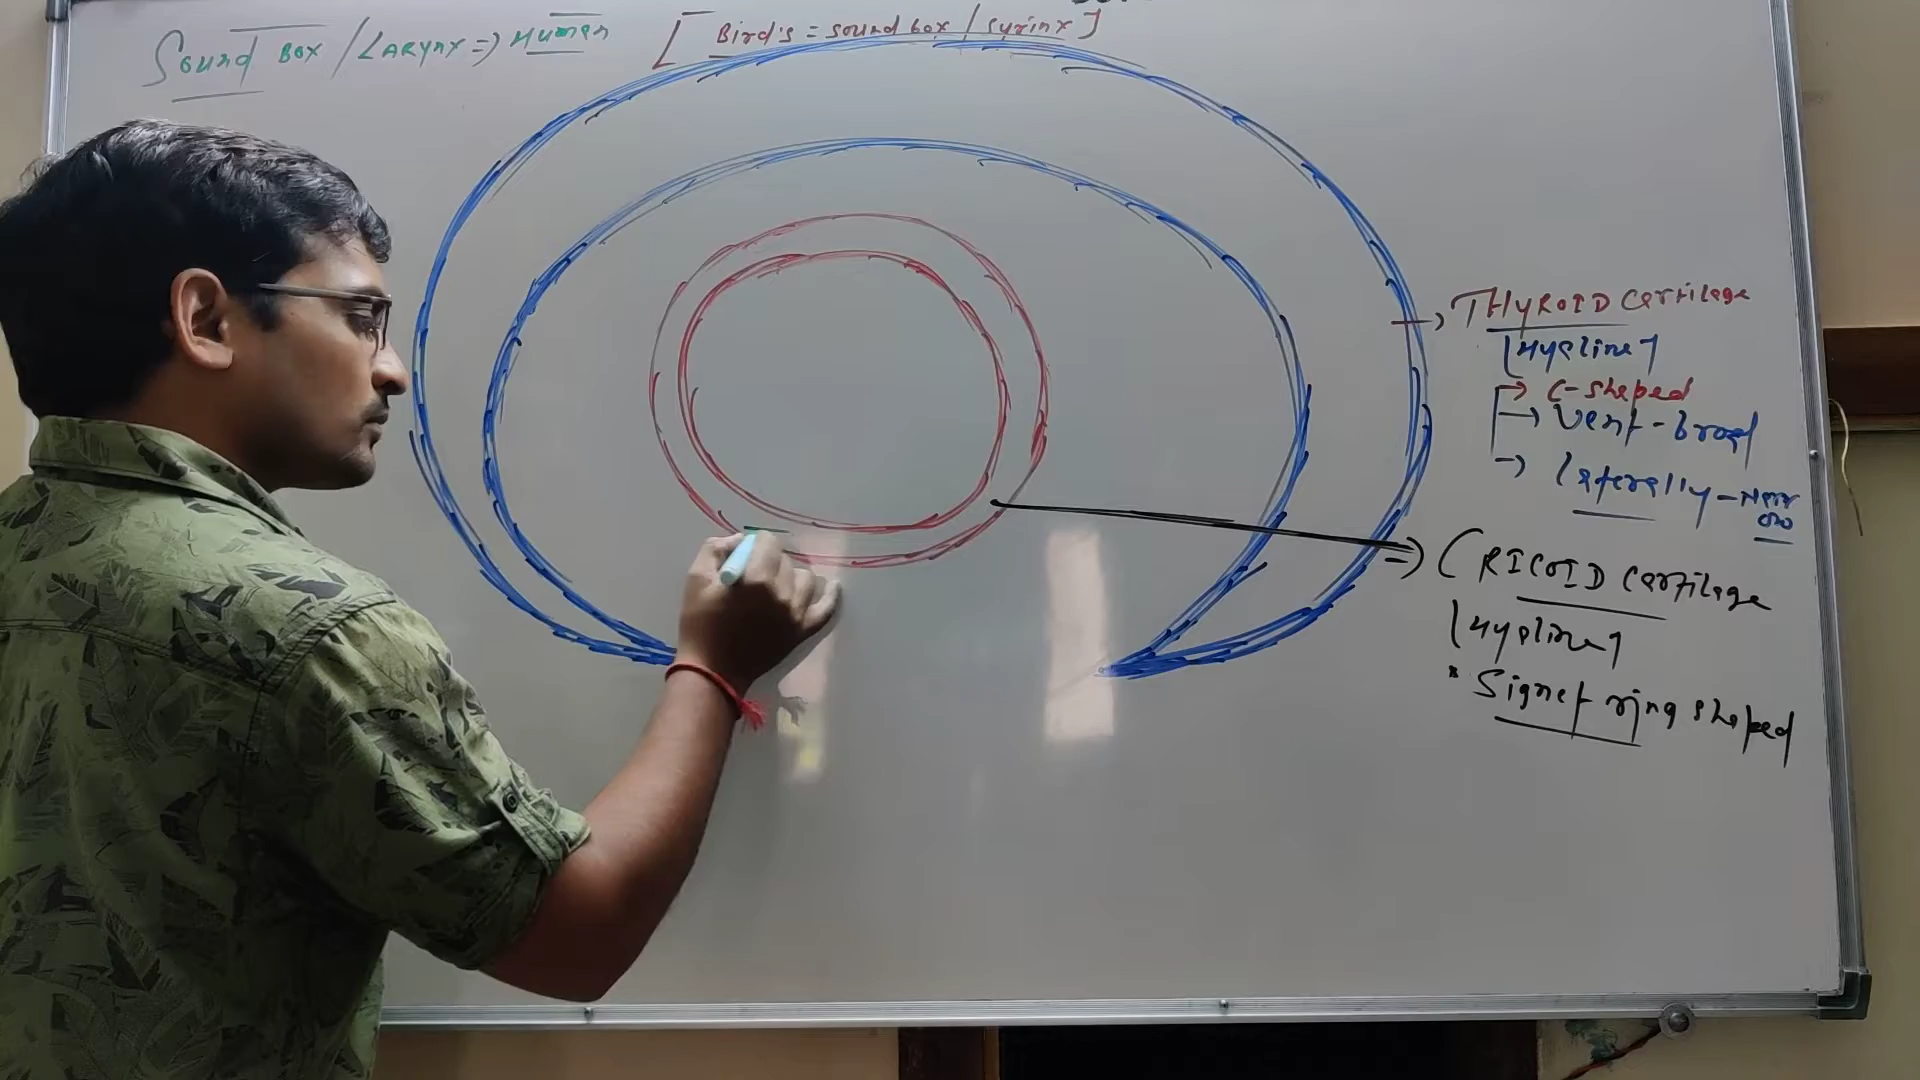 Sound Box / LARYNX => Human [Bird's = sound box / syrinx]
-> THYROID cartilage
[Hyaline]
-> C-shaped
-> Vent-broad
-> laterally-narrow
=> CRICOID cartilage
[Hyaline]
* Signet ring shaped